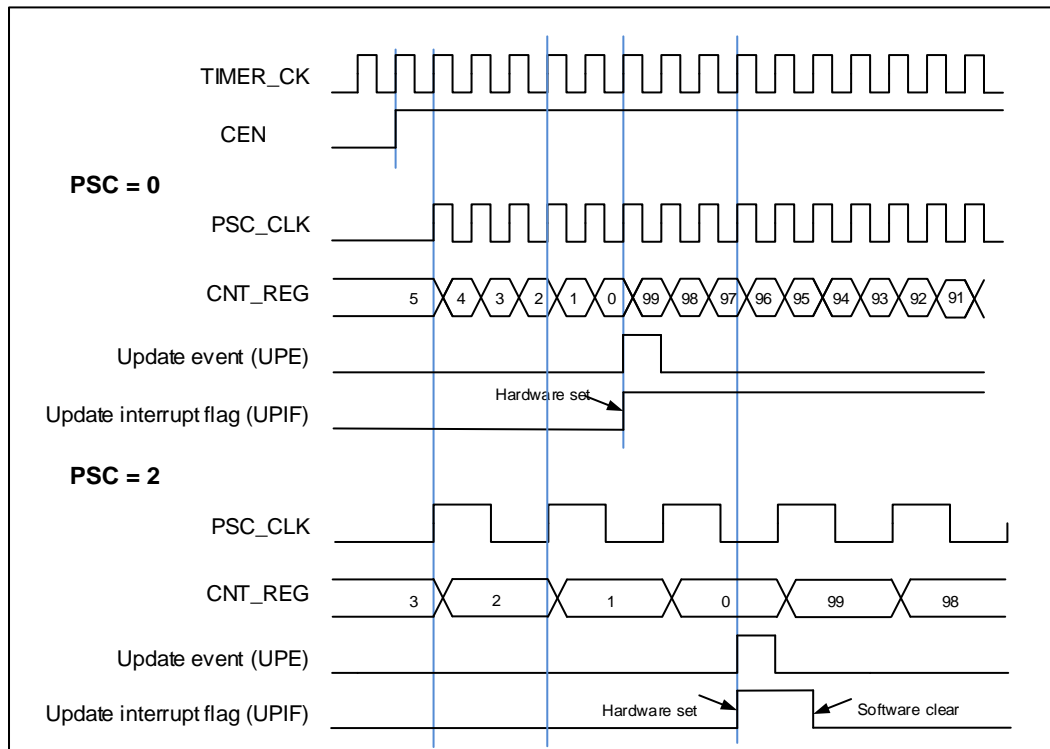 TIMER_CK
CEN
PSC = 0
PSC_CLK
CNT_REG 5 4 3 2 1 0 99 98 97 96 95 94 93 92 91
Update event (UPE)
Hardware set
Update interrupt flag (UPIF)
PSC = 2
PSC_CLK
CNT_REG 3 2 1 0 99 98
Update event (UPE)
Update interrupt flag (UPIF) Hardware set Software clear